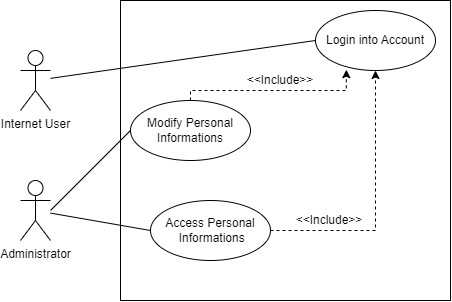 Login into Account
<<Include>>
Internet User
Modify Personal
Informations
Access Personal
Informations
<<Include>>
Administrator